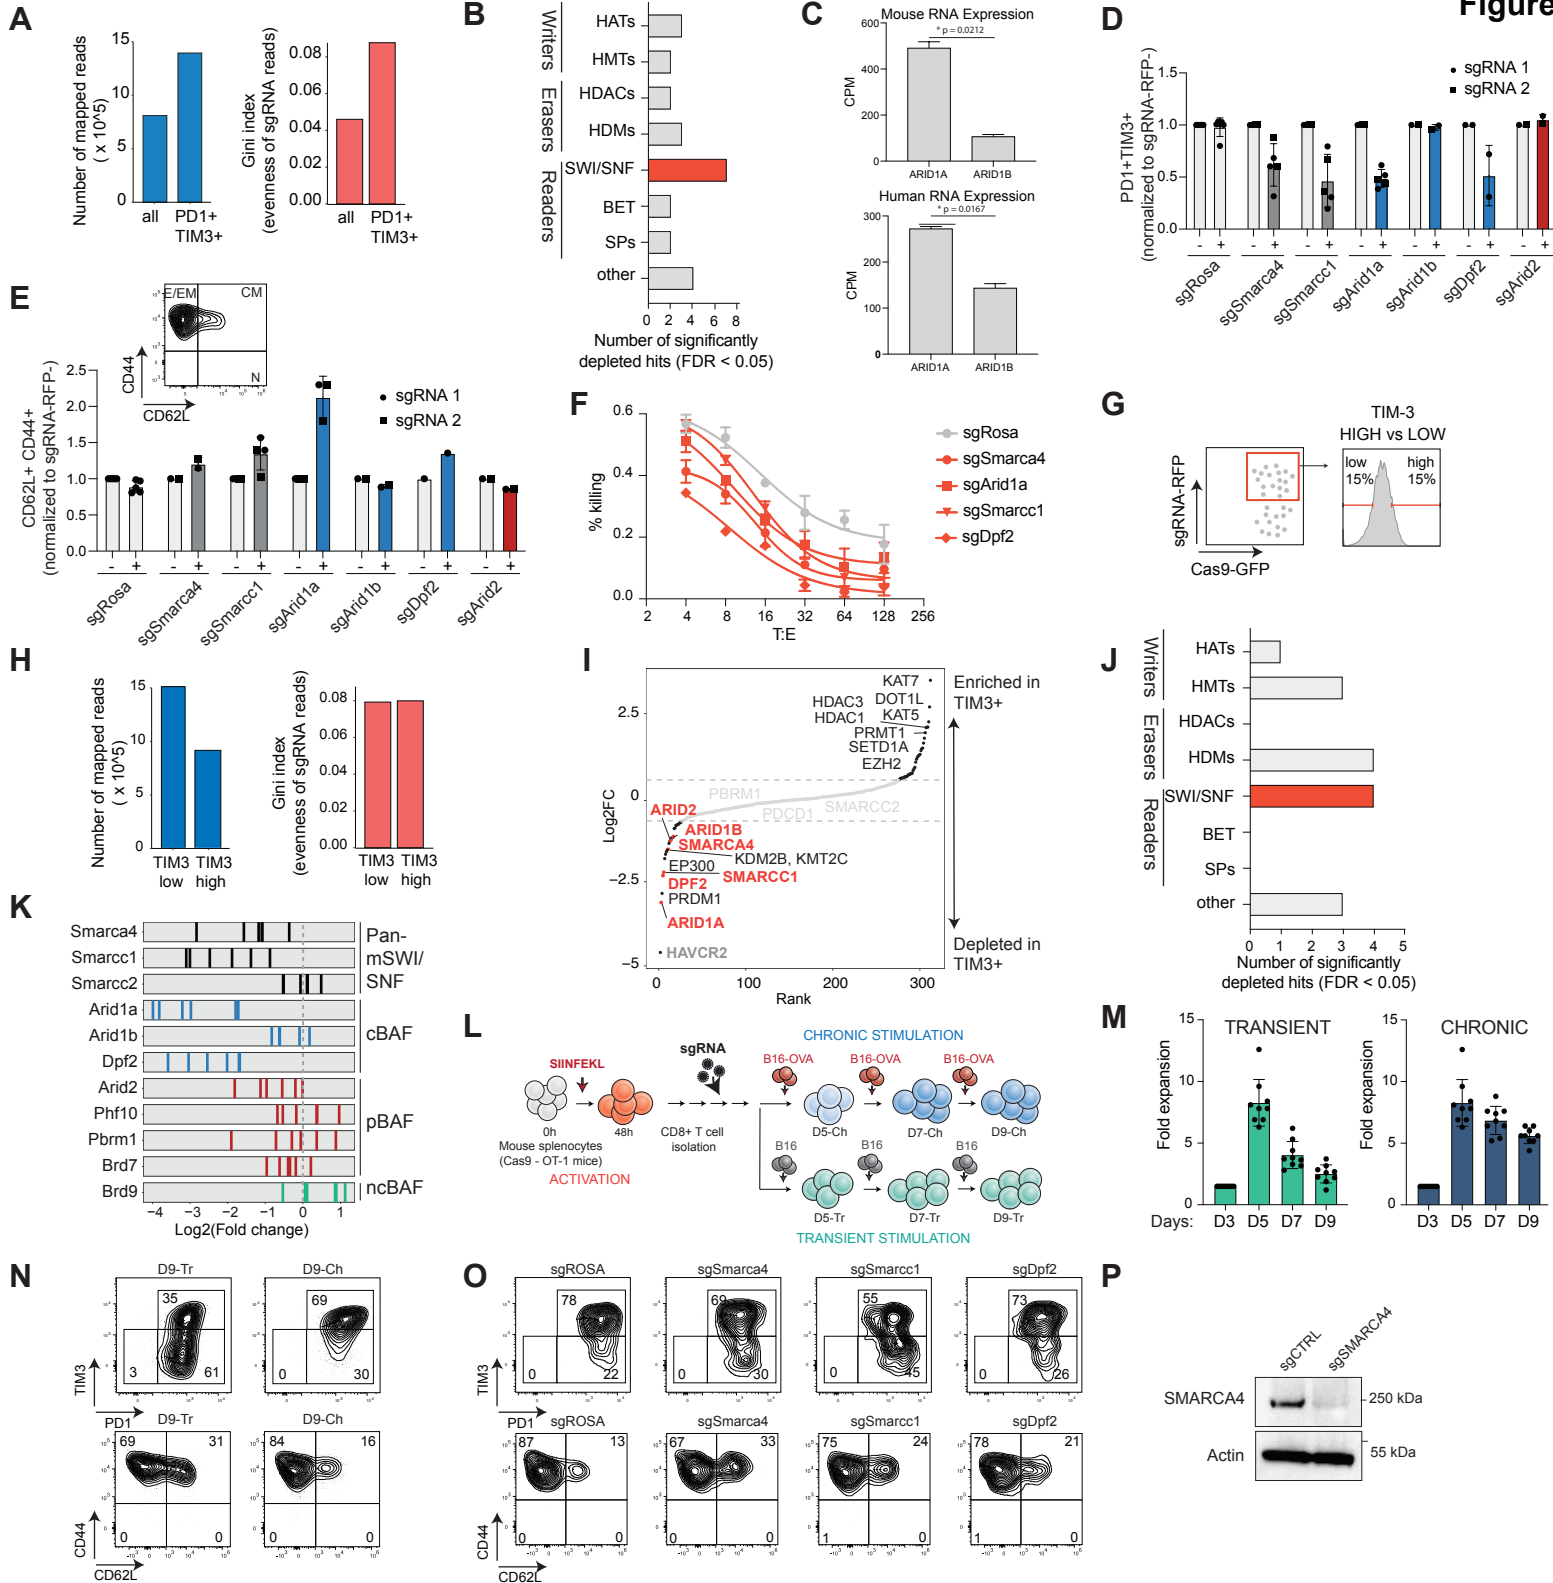 Figure
A
Number of mapped reads
( x 10^5)
15
10
5
0
all
PD1+
TIM3+
Gini index
(evenness of sgRNA reads)
0.08
0.06
0.04
0.02
0.00
all
PD1+
TIM3+
B
Writers
Erasers
Readers
HATs
HMTs
HDACs
HDMs
SWI/SNF
BET
SPs
other
0 2 4 6 8
Number of significantly
depleted hits (FDR < 0.05)
C
Mouse RNA Expression
* p = 0.0212
CPM
600
400
200
0
ARID1A ARID1B
Human RNA Expression
* p = 0.0167
CPM
300
200
100
0
ARID1A ARID1B
D
PD1+TIM3+
(normalized to sgRNA-RFP-)
1.5
1.0
0.5
0.0
sgRNA 1
sgRNA 2
- + - + - + - + - + - + - +
sgRosa sgSmarca4 sgSmarcc1 sgArid1a sgArid1b sgDpf2 sgArid2
E
E/EM CM
N
CD44
CD62L
CD62L+ CD44+
(normalized to sgRNA-RFP-)
2.5
2.0
1.5
1.0
0.5
0.0
sgRNA 1
sgRNA 2
- + - + - + - + - + - + - +
sgRosa sgSmarca4 sgSmarcc1 sgArid1a sgArid1b sgDpf2 sgArid2
F
% killing
0.6
0.4
0.2
0.0
2 4 8 16 32 64 128 256
T:E
sgRosa
sgSmarca4
sgArid1a
sgSmarcc1
sgDpf2
G
sgRNA-RFP
Cas9-GFP
TIM-3
HIGH vs LOW
low
15%
high
15%
H
Number of mapped reads
( x 10^5)
15
10
5
0
TIM3
low
TIM3
high
Gini index
(evenness of sgRNA reads)
0.08
0.06
0.04
0.02
0.00
TIM3
low
TIM3
high
I
Log2FC
2.5
0
−2.5
−5
KAT7
HDAC3 DOT1L
HDAC1 KAT5
PRMT1
SETD1A
EZH2
PBRM1
SMARCC2
PDCD1
ARID2
ARID1B
SMARCA4
KDM2B, KMT2C
EP300
SMARCC1
DPF2
PRDM1
ARID1A
HAVCR2
0 100 200 300
Rank
Enriched in
TIM3+
Depleted in
TIM3+
J
Writers
Erasers
Readers
HATs
HMTs
HDACs
HDMs
SWI/SNF
BET
SPs
other
0 1 2 3 4 5
Number of significantly
depleted hits (FDR < 0.05)
K
Smarca4
Smarcc1
Smarcc2
Arid1a
Arid1b
Dpf2
Arid2
Phf10
Pbrm1
Brd7
Brd9
Pan-
mSWI/
SNF
cBAF
pBAF
ncBAF
−4 −3 −2 −1 0 1
Log2(Fold change)
L
CHRONIC STIMULATION
SIINFEKL
sgRNA
B16-OVA B16-OVA B16-OVA
0h
Mouse splenocytes
(Cas9 - OT-1 mice)
48h
CD8+ T cell
isolation
ACTIVATION
D5-Ch D7-Ch D9-Ch
B16 B16 B16
D5-Tr D7-Tr D9-Tr
TRANSIENT STIMULATION
M
TRANSIENT
Fold expansion
15
10
5
0
Days: D3 D5 D7 D9
CHRONIC
Fold expansion
15
10
5
0
D3 D5 D7 D9
N
D9-Tr D9-Ch
35
3 61
69
0 30
TIM3
PD1
D9-Tr D9-Ch
69 31
0 0
84 16
0 0
CD44
CD62L
O
sgROSA sgSmarca4 sgSmarcc1 sgDpf2
78
0 22
69
0 30
55
0 45
73
0 26
TIM3
PD1
sgROSA sgSmarca4 sgSmarcc1 sgDpf2
87 13
0 0
67 33
0 0
75 24
1 0
78 21
1 0
CD44
CD62L
P
sgCTRL sgSMARCA4
SMARCA4
250 kDa
Actin
55 kDa